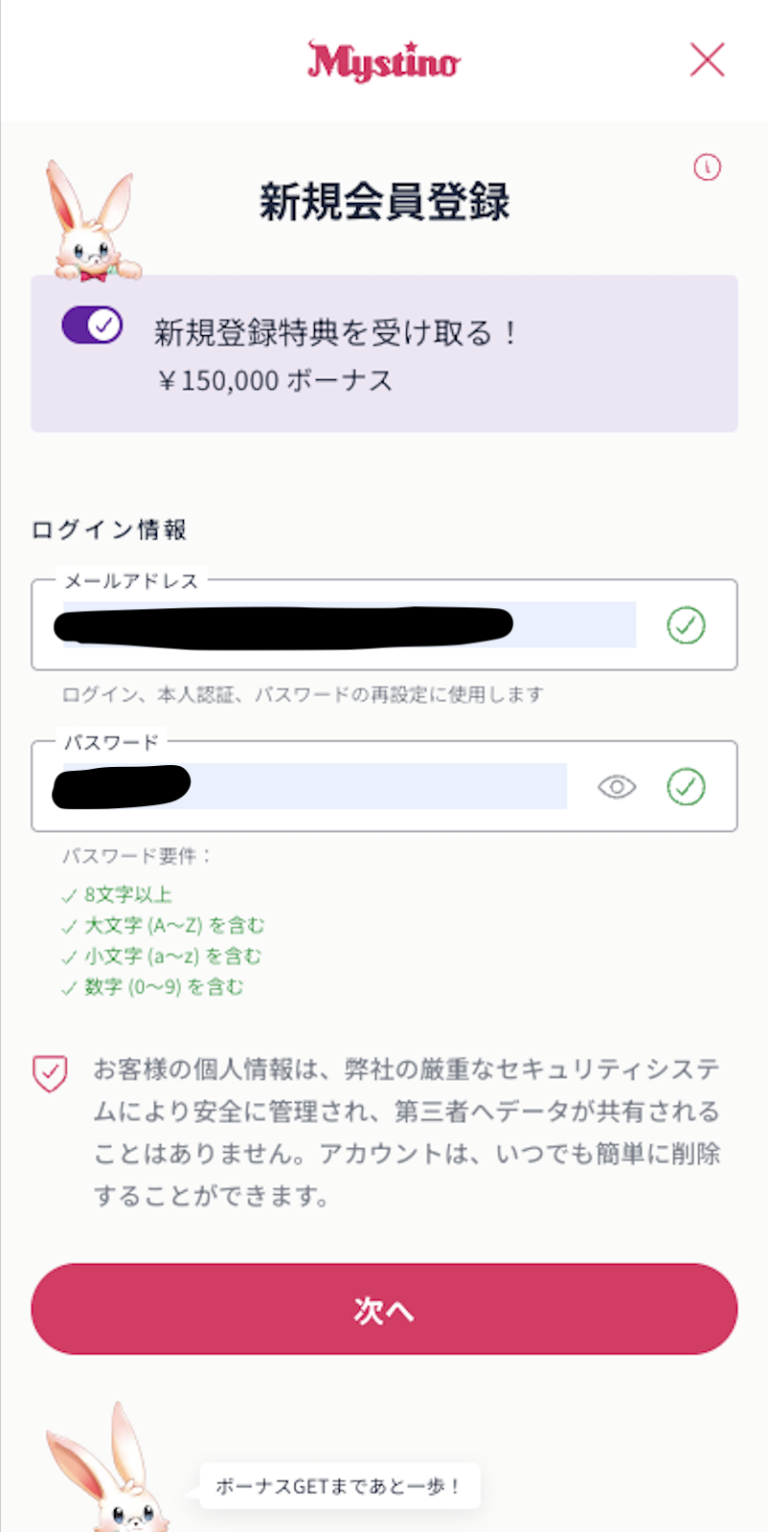 Mystino
新規会員登録
新規登録特典を受け取る！
￥150,000 ボーナス
ログイン情報
メールアドレス
ログイン、本人認証、パスワードの再設定に使用します
パスワード
パスワード要件：
8文字以上
大文字 (A〜Z) を含む
小文字 (a〜z) を含む
数字 (0〜9) を含む
お客様の個人情報は、弊社の厳重なセキュリティシステ
ムにより安全に管理され、第三者へデータが共有される
ことはありません。アカウントは、いつでも簡単に削除
することができます。
次へ
ボーナスGETまであと一歩！